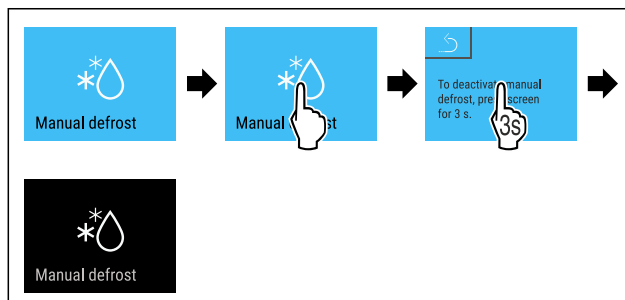 Manual defrost
Manual st
To deactivat manual
defrost, pre screen
for 3 s.
3s
Manual defrost